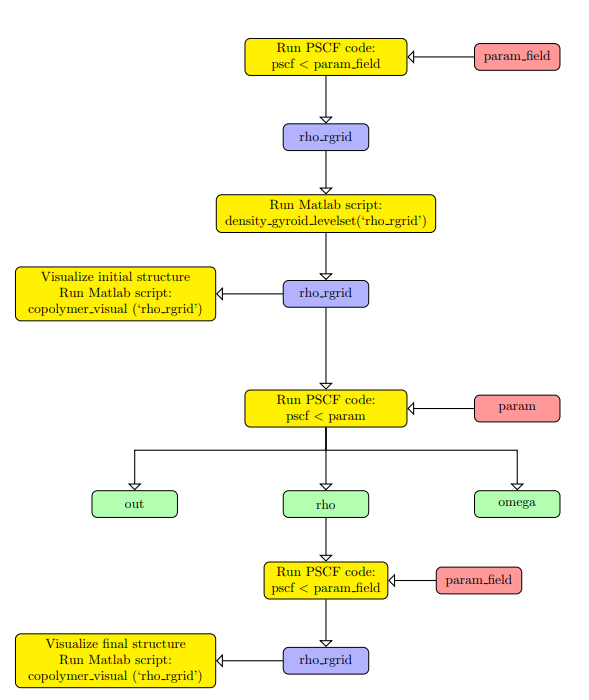 Run PSCF code:
pscf < param_field
param_field
rho_rgrid
Run Matlab script:
density_gyroid_levelset(‘rho_rgrid’)
Visualize initial structure
Run Matlab script:
copolymer_visual (‘rho_rgrid’)
rho_rgrid
Run PSCF code:
pscf < param
param
out
rho
omega
Run PSCF code:
pscf < param_field
param_field
Visualize final structure
Run Matlab script:
copolymer_visual (‘rho_rgrid’)
rho_rgrid